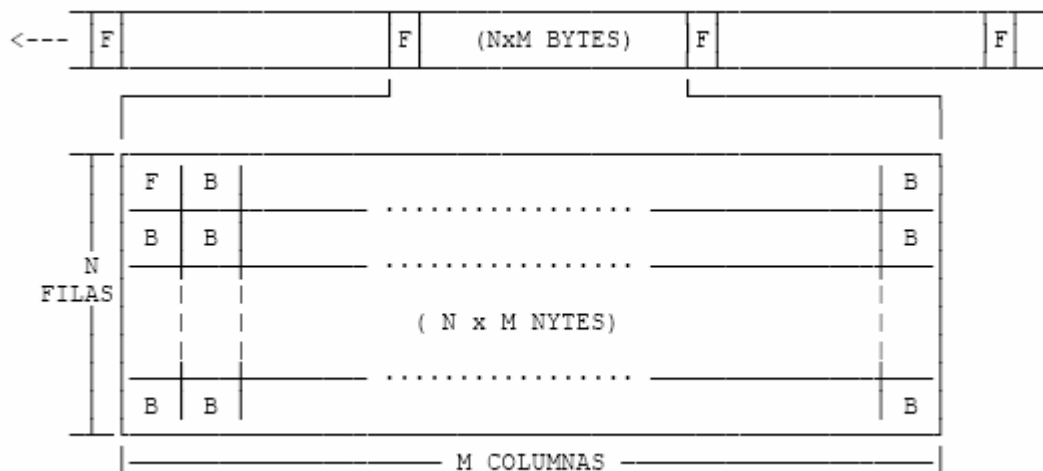 <--- F F (NxM BYTES) F F
F B B
.................
B B B
N .................
FILAS
( N x M NYTES)
.................
B B B
M COLUMNAS